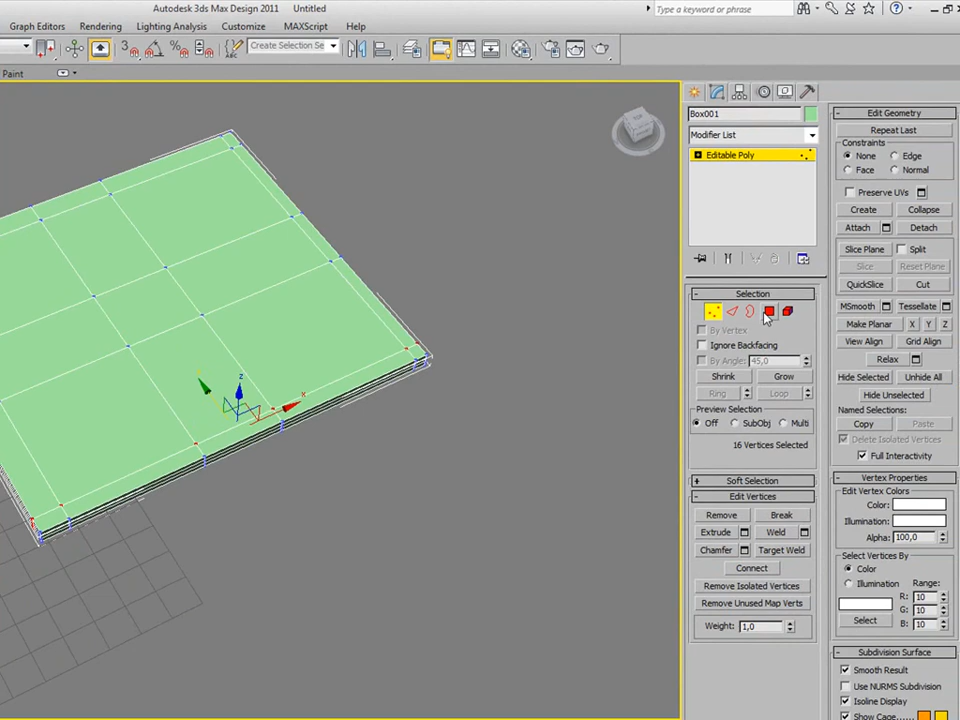 Autodesk 3ds Max Design 2011 Untitled
Type a keyword or phrase
Graph Editors Rendering Lighting Analysis Customize MAXScript Help
3 % ABC Create Selection Se
Paint
Box001
Modifier List
Editable Poly
Selection
By Vertex
Ignore Backfacing
By Angle: 45,0
Shrink Grow
Ring Loop
Preview Selection
Off SubObj Multi
16 Vertices Selected
Soft Selection
Edit Vertices
Remove Break
Extrude Weld
Chamfer Target Weld
Connect
Remove Isolated Vertices
Remove Unused Map Verts
Weight: 1,0
Edit Geometry
Repeat Last
Constraints
None Edge
Face Normal
Preserve UVs
Create Collapse
Attach Detach
Slice Plane Split
Slice Reset Plane
QuickSlice Cut
MSmooth Tessellate
Make Planar X Y Z
View Align Grid Align
Relax
Hide Selected Unhide All
Hide Unselected
Named Selections:
Copy Paste
Delete Isolated Vertices
Full Interactivity
Vertex Properties
Edit Vertex Colors
Color:
Illumination:
Alpha: 100,0
Select Vertices By
Color
Illumination
Range:
R: 10
G: 10
B: 10
Select
Subdivision Surface
Smooth Result
Use NURMS Subdivision
Isoline Display
Show Cage......
z
x